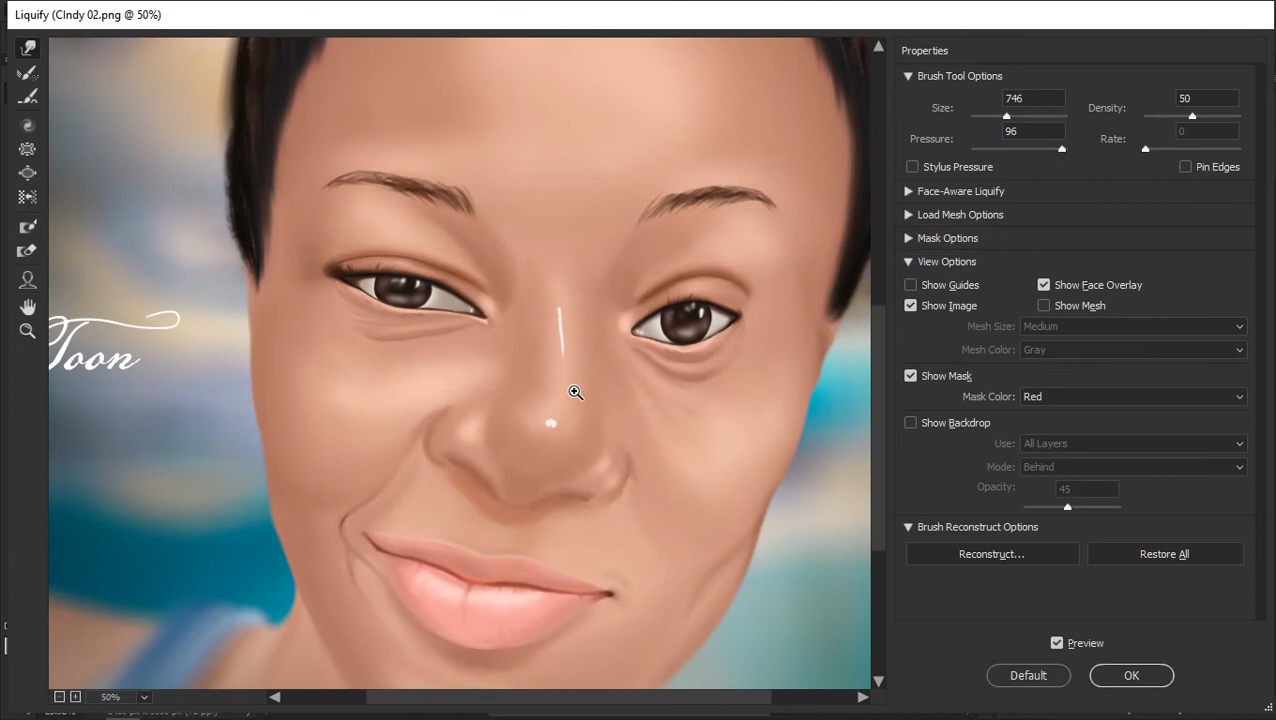 Liquify (CIndy 02.png @ 50%)
Properties
Brush Tool Options
Size: 746 Density: 50
Pressure: 96 Rate: 0
Stylus Pressure Pin Edges
Face-Aware Liquify
Load Mesh Options
Mask Options
View Options
Show Guides Show Face Overlay
Show Image Show Mesh
Mesh Size: Medium
Mesh Color: Gray
Show Mask
Mask Color: Red
Show Backdrop
Use: All Layers
Mode: Behind
Opacity: 45
Brush Reconstruct Options
Reconstruct... Restore All
Preview
Default OK
Toon
50%